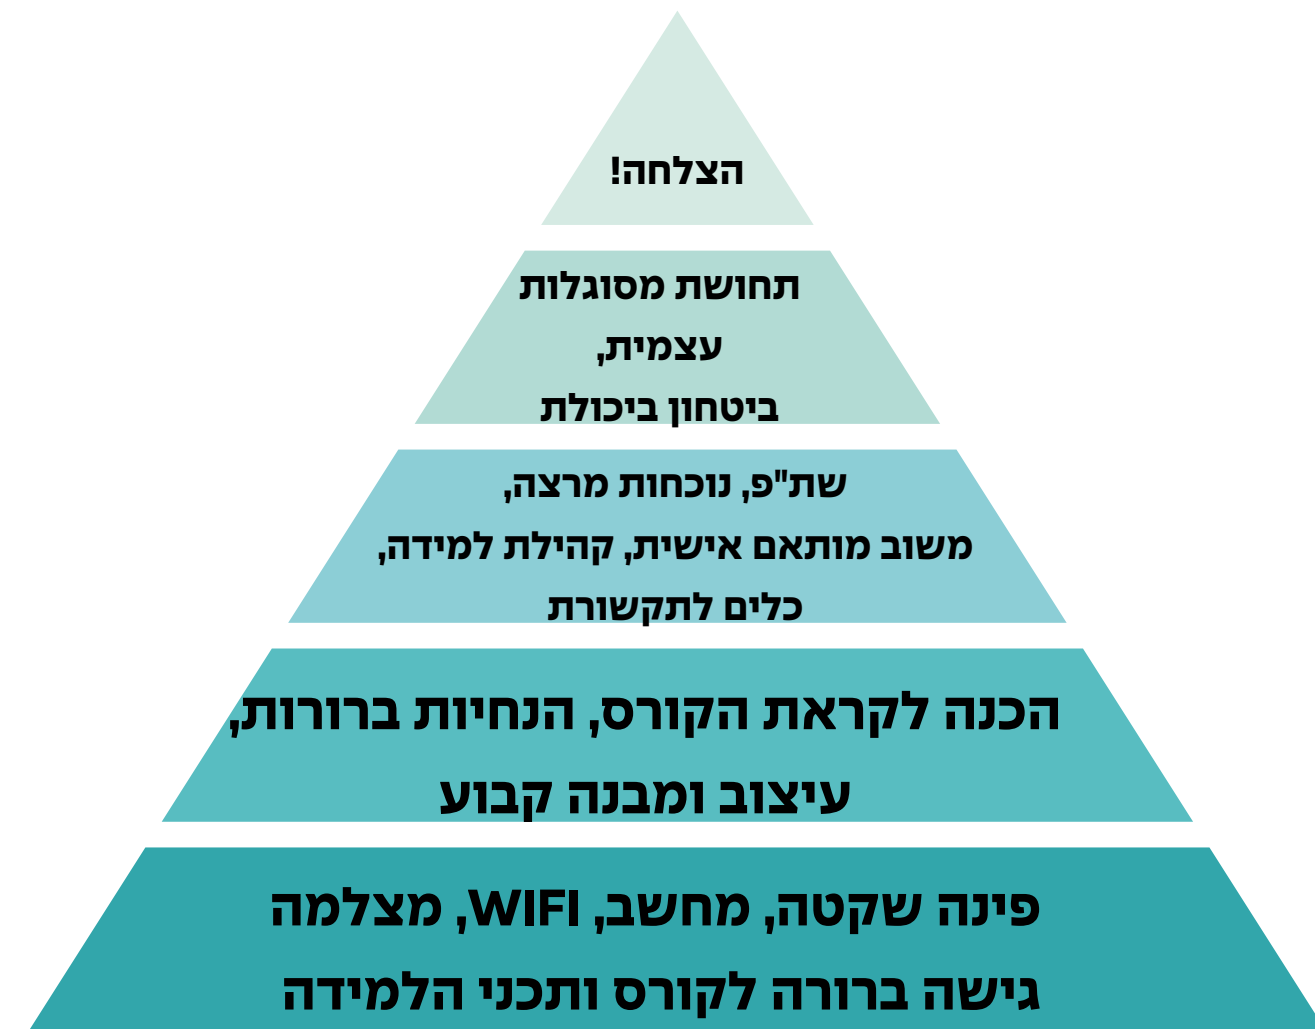 הצלחה!
תחושת מסוגלות
עצמית,
ביטחון ביכולת
שת"פ, נוכחות מרצה,
משוב מותאם אישית, קהילת למידה,
כלים לתקשורת
הכנה לקראת הקורס, הנחיות ברורות,
עיצוב ומבנה קבוע
פינה שקטה, מחשב, WIFI, מצלמה
גישה ברורה לקורס ותכני הלמידה